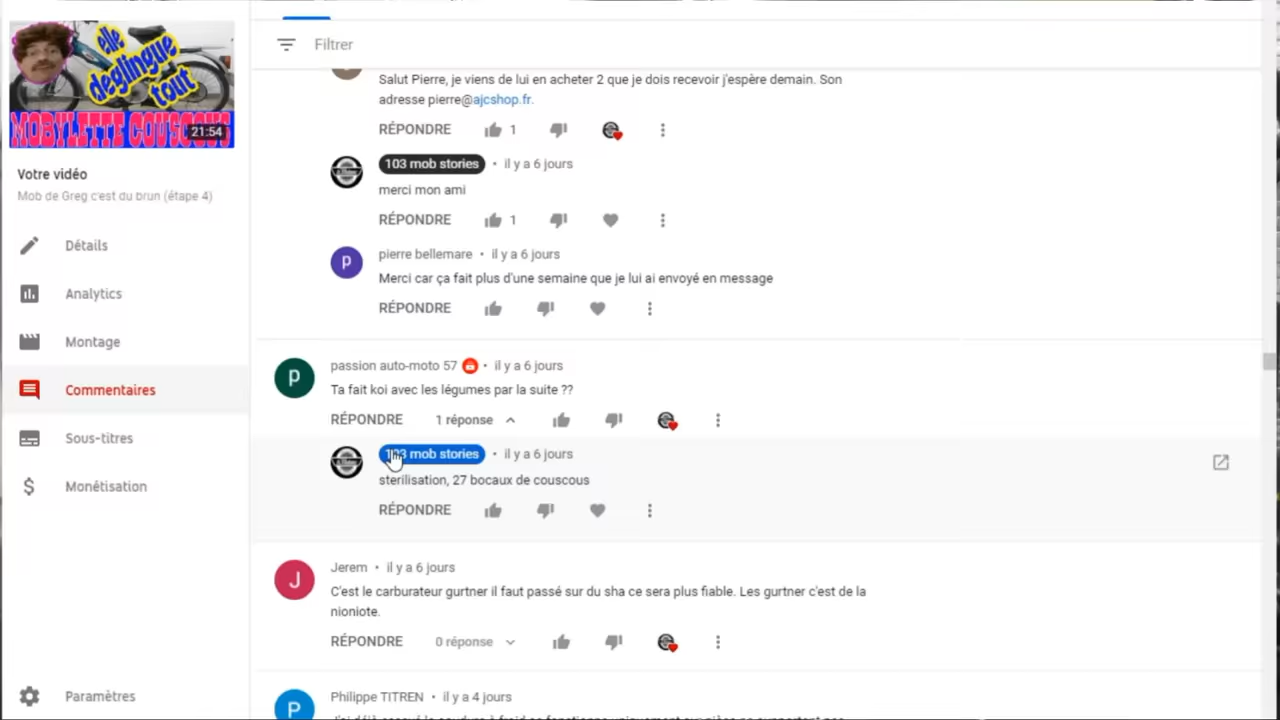 elle
déglingue
tout
MOBYLETTE COUSCOUS
21:54
Votre vidéo
Mob de Greg c'est du brun (étape 4)
Détails
Analytics
Montage
Commentaires
Sous-titres
Monétisation
Paramètres
Filtrer
Salut Pierre, je viens de lui en acheter 2 que je dois recevoir j'espère demain. Son
adresse pierre@ajcshop.fr.
RÉPONDRE 1
103 mob stories • il y a 6 jours
merci mon ami
RÉPONDRE 1
p
pierre bellemare • il y a 6 jours
Merci car ça fait plus d'une semaine que je lui ai envoyé en message
RÉPONDRE
p
passion auto-moto 57 • il y a 6 jours
Ta fait koi avec les légumes par la suite ??
RÉPONDRE 1 réponse
103 mob stories • il y a 6 jours
sterilisation, 27 bocaux de couscous
RÉPONDRE
J
Jerem • il y a 6 jours
C'est le carburateur gurtner il faut passé sur du sha ce sera plus fiable. Les gurtner c'est de la
nioniote.
RÉPONDRE 0 réponse
P
Philippe TITREN • il y a 4 jours